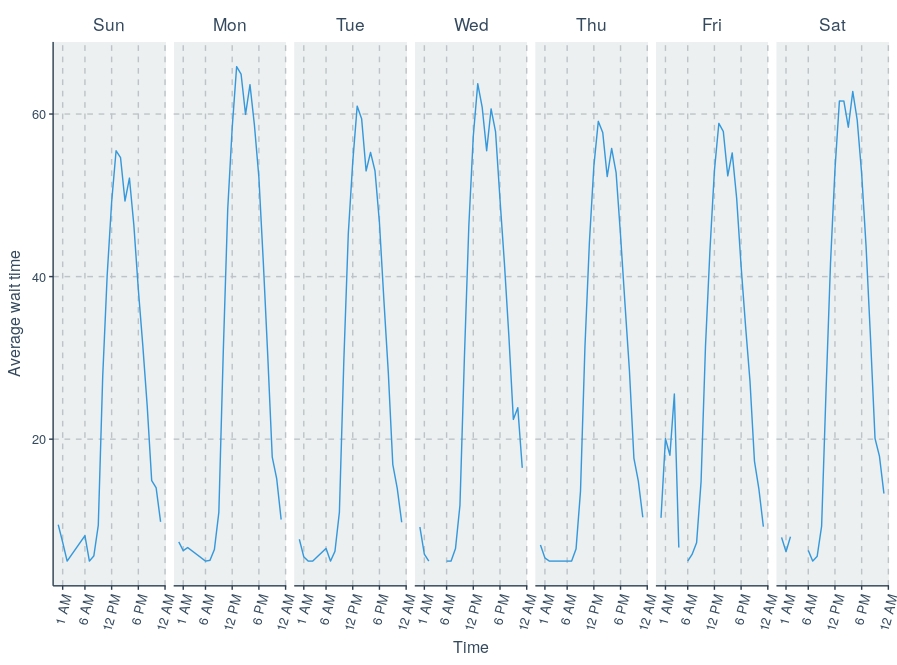 Sun Mon Tue Wed Thu Fri Sat
60
40
20
Average wait time
1 AM 6 AM 12 PM 6 PM 12 AM 1 AM 6 AM 12 PM 6 PM 12 AM 1 AM 6 AM 12 PM 6 PM 12 AM 1 AM 6 AM 12 PM 6 PM 12 AM 1 AM 6 AM 12 PM 6 PM 12 AM 1 AM 6 AM 12 PM 6 PM 12 AM 1 AM 6 AM 12 PM 6 PM 12 AM
Time